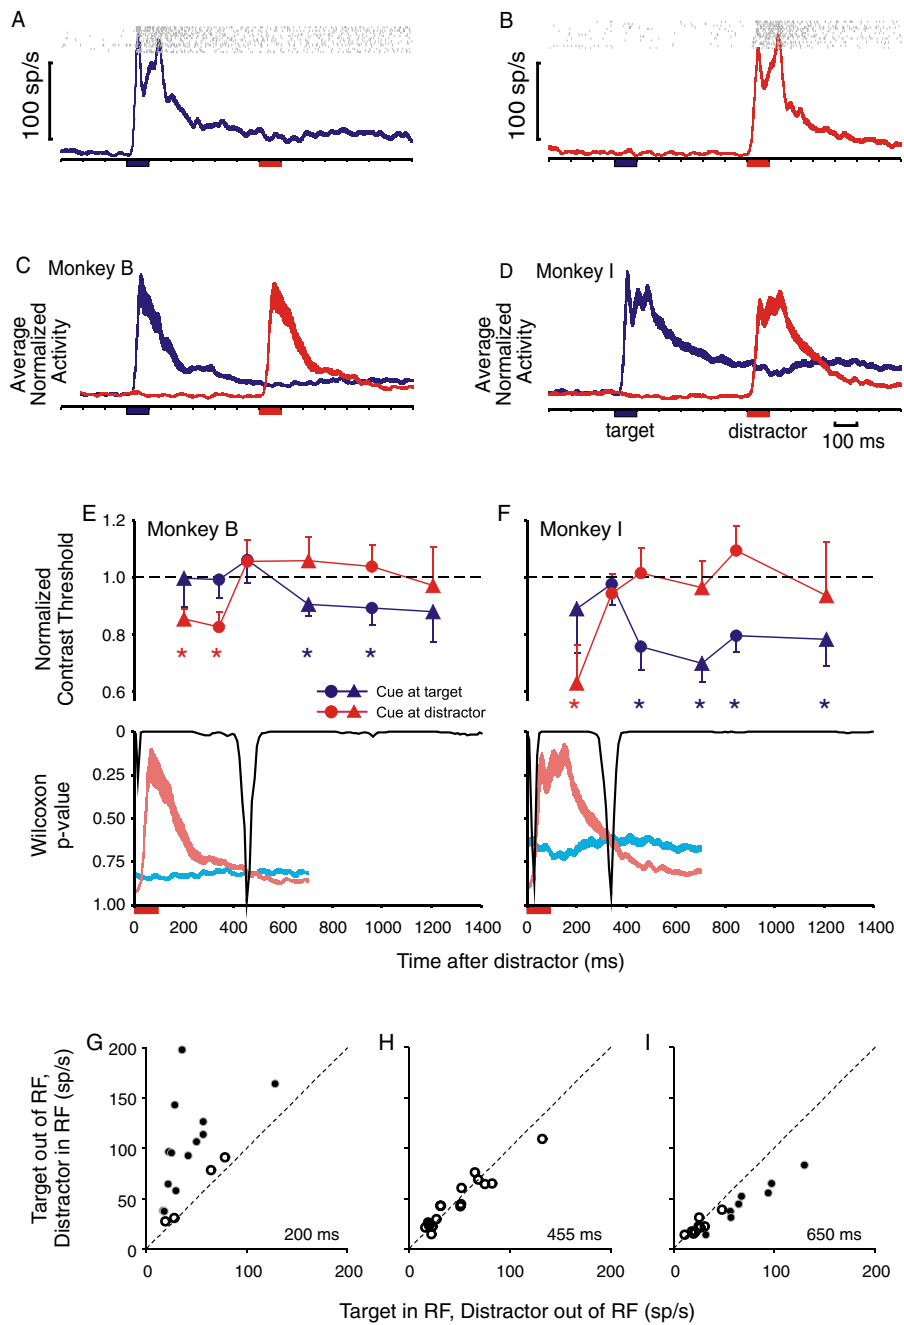 A
B
100 sp/s
100 sp/s
C
Monkey B
D
Monkey I
Average
Normalized
Activity
Average
Normalized
Activity
target
distractor
100 ms
E
Monkey B
F
Monkey I
Normalized
Contrast Threshold
1.2
1.0
0.8
0.6
* * * *
* * * * *
Cue at target
Cue at distractor
Wilcoxon
p-value
0
0.25
0.50
0.75
1.00
0 200 400 600 800 1000 1200 1400
0 200 400 600 800 1000 1200 1400
Time after distractor (ms)
G
H
I
Target out of RF,
Distractor in RF (sp/s)
200
150
100
50
0
200 ms
455 ms
650 ms
0 100 200
0 100 200
0 100 200
Target in RF, Distractor out of RF (sp/s)